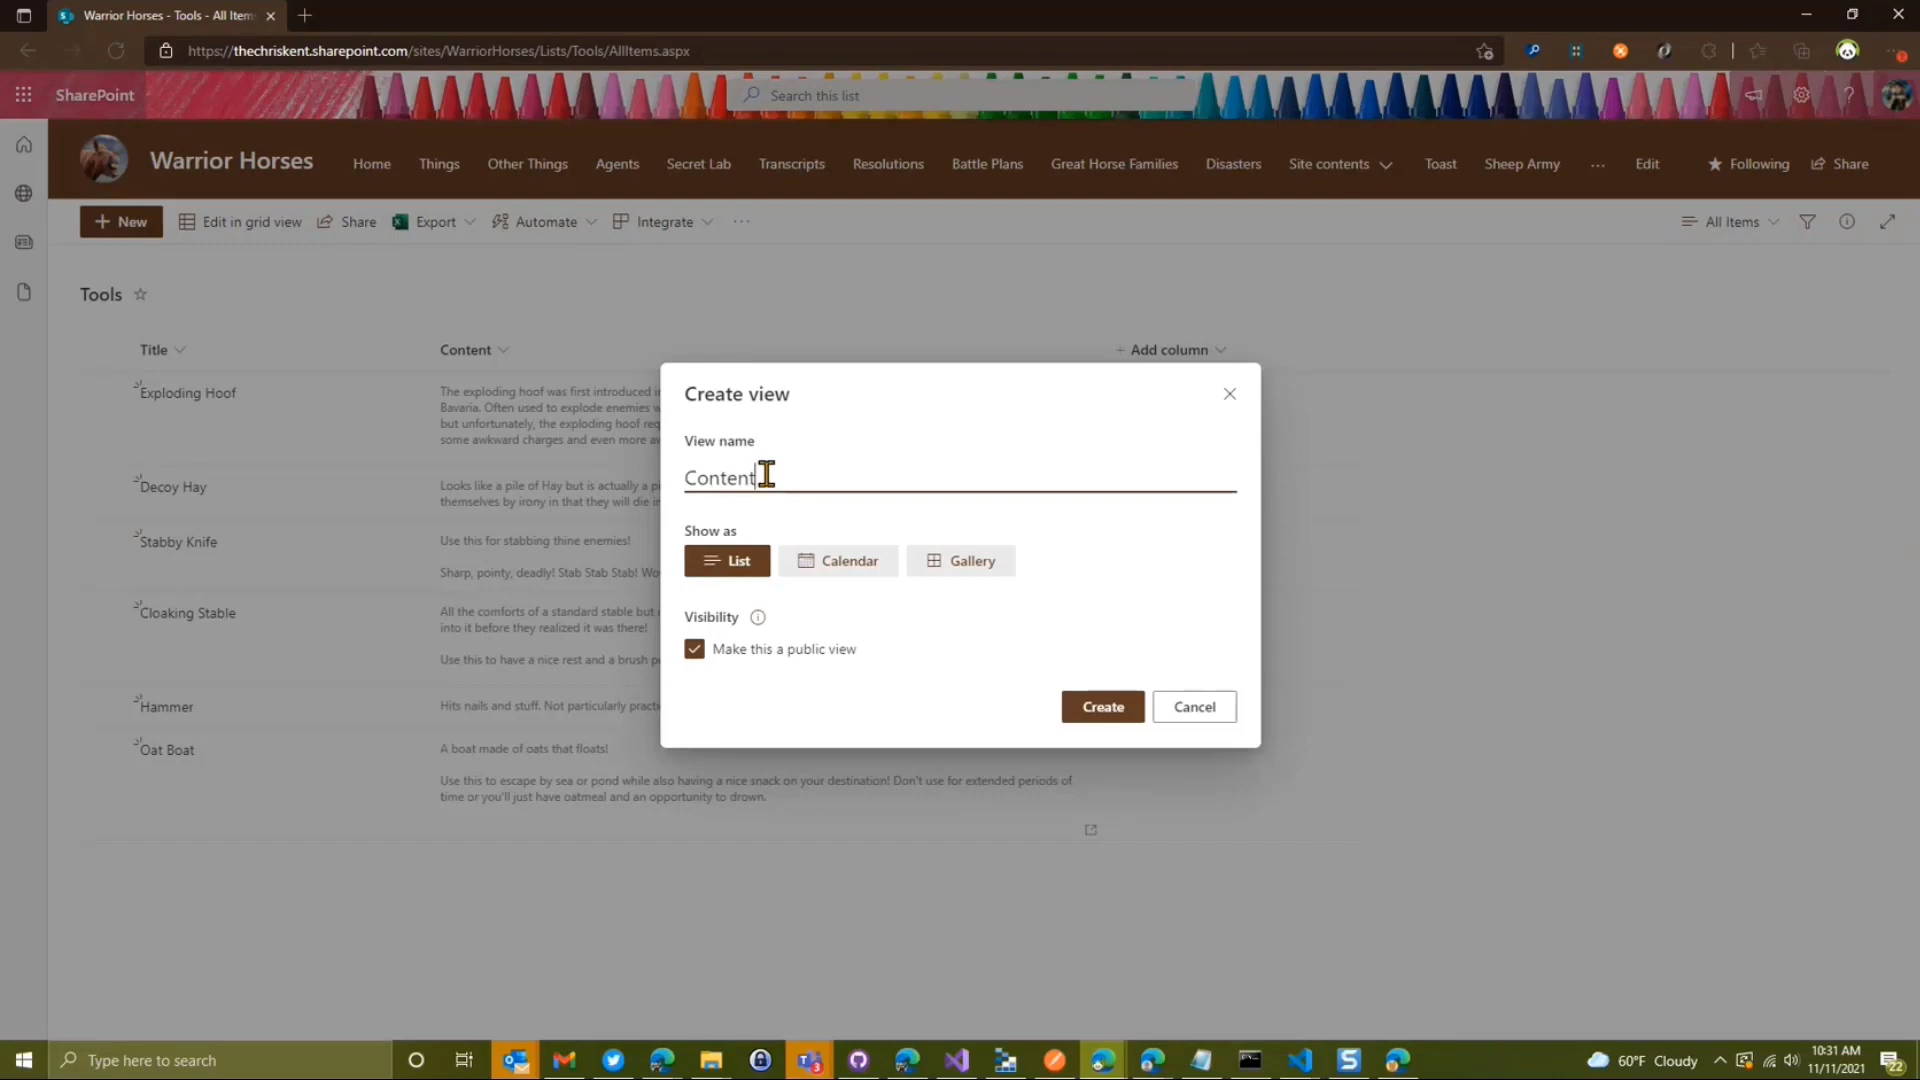 Warrior Horses - Tools - All Item
https://thechriskent.sharepoint.com/sites/WarriorHorses/Lists/Tools/AllItems.aspx
SharePoint
Search this list
Warrior Horses
Home Things Other Things Agents Secret Lab Transcripts Resolutions Battle Plans Great Horse Families Disasters Site contents Toast Sheep Army ... Edit Following Share
New Edit in grid view Share Export Automate Integrate ... All Items
Tools
Title Content + Add column
Exploding Hoof
The exploding hoof was first introduced i
Bavaria. Often used to explode enemies w
but unfortunately, the exploding hoof req
some awkward charges and even more aw
Decoy Hay
Looks like a pile of Hay but is actually a p
themselves by irony in that they will die i
Stabby Knife
Use this for stabbing thine enemies!
Sharp, pointy, deadly! Stab Stab Stab! Wo
Cloaking Stable
All the comforts of a standard stable but
into it before they realized it was there!
Use this to have a nice rest and a brush p
Hammer
Hits nails and stuff. Not particularly practi
Oat Boat
A boat made of oats that floats!
Use this to escape by sea or pond while also having a nice snack on your destination! Don't use for extended periods of
time or you'll just have oatmeal and an opportunity to drown.
Create view
View name
Content
Show as
List Calendar Gallery
Visibility
Make this a public view
Create Cancel
Type here to search
3
60°F Cloudy
10:31 AM
11/11/2021
22